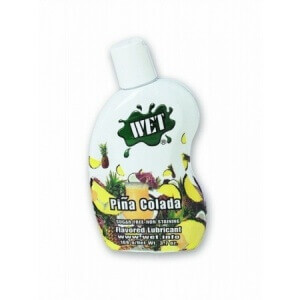 WET
®
Piña Colada
SUGAR FREE-NON STAINING
Flavored Lubricant
www.wet.info